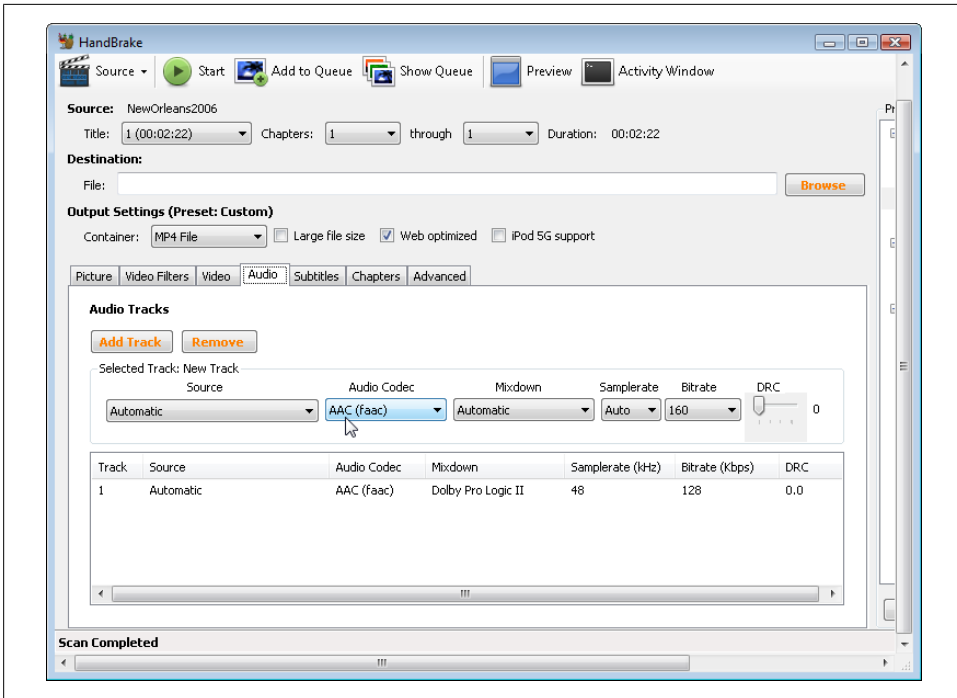 HandBrake
Source Start Add to Queue Show Queue Preview Activity Window
Source: NewOrleans2006
Title: 1 (00:02:22) Chapters: 1 through 1 Duration: 00:02:22
Destination:
File: Browse
Output Settings (Preset: Custom)
Container: MP4 File Large file size Web optimized iPod 5G support
Picture Video Filters Video Audio Subtitles Chapters Advanced
Audio Tracks
Add Track Remove
Selected Track: New Track
Source Audio Codec Mixdown Samplerate Bitrate DRC
Automatic AAC (faac) Automatic Auto 160 0
Track Source Audio Codec Mixdown Samplerate (kHz) Bitrate (Kbps) DRC
1 Automatic AAC (faac) Dolby Pro Logic II 48 128 0.0
Scan Completed